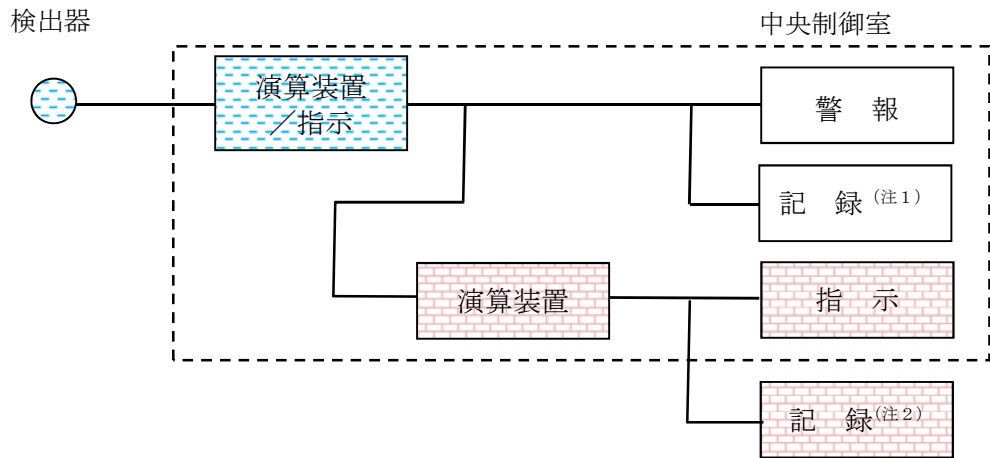 検出器
中央制御室
演算装置
／指示
警 報
記 録(注1)
演算装置
指 示
記 録(注2)